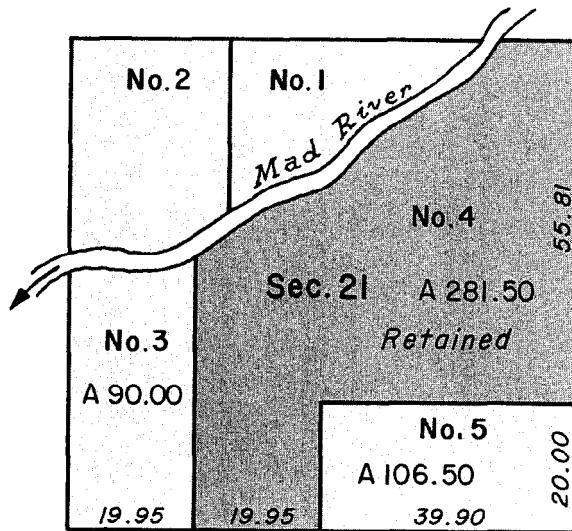 No.2
No.1
Mad River
No.4
55.81
Sec.21
A 281.50
Retained
No.3
A 90.00
No.5
A 106.50
20.00
19.95
19.95
39.90